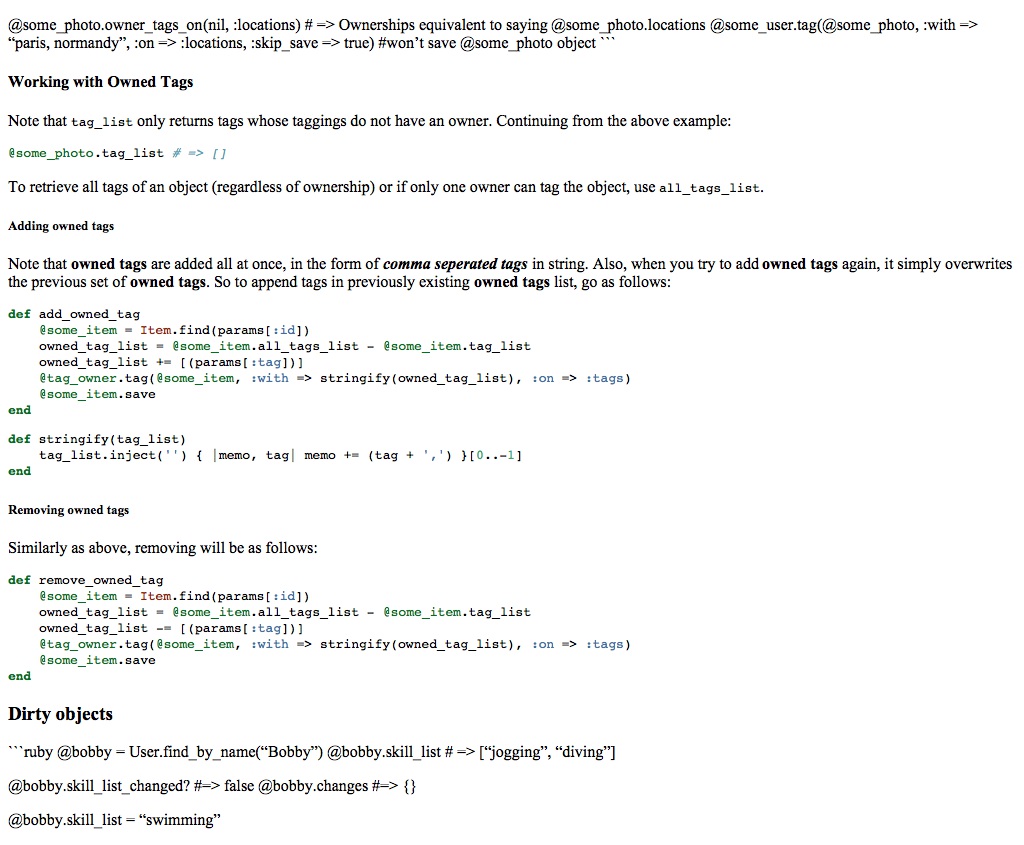 @some_photo.owner_tags_on(nil, :locations) # => Ownerships equivalent to saying @some_photo.locations @some_user.tag(@some_photo, :with =>
“paris, normandy”, :on => :locations, :skip_save => true) #won’t save @some_photo object ```
Working with Owned Tags
Note that tag_list only returns tags whose taggings do not have an owner. Continuing from the above example:
@some_photo.tag_list # => []
To retrieve all tags of an object (regardless of ownership) or if only one owner can tag the object, use all_tags_list.
Adding owned tags
Note that owned tags are added all at once, in the form of comma seperated tags in string. Also, when you try to add owned tags again, it simply overwrites
the previous set of owned tags. So to append tags in previously existing owned tags list, go as follows:
def add_owned_tag
    @some_item = Item.find(params[:id])
    owned_tag_list = @some_item.all_tags_list - @some_item.tag_list
    owned_tag_list += [(params[:tag])]
    @tag_owner.tag(@some_item, :with => stringify(owned_tag_list), :on => :tags)
    @some_item.save
end
def stringify(tag_list)
    tag_list.inject('') { |memo, tag| memo += (tag + ',') }[0..-1]
end
Removing owned tags
Similarly as above, removing will be as follows:
def remove_owned_tag
    @some_item = Item.find(params[:id])
    owned_tag_list = @some_item.all_tags_list - @some_item.tag_list
    owned_tag_list -= [(params[:tag])]
    @tag_owner.tag(@some_item, :with => stringify(owned_tag_list), :on => :tags)
    @some_item.save
end
Dirty objects
```ruby @bobby = User.find_by_name(“Bobby”) @bobby.skill_list # => [“jogging”, “diving”]
@bobby.skill_list_changed? #=> false @bobby.changes #=> {}
@bobby.skill_list = “swimming”